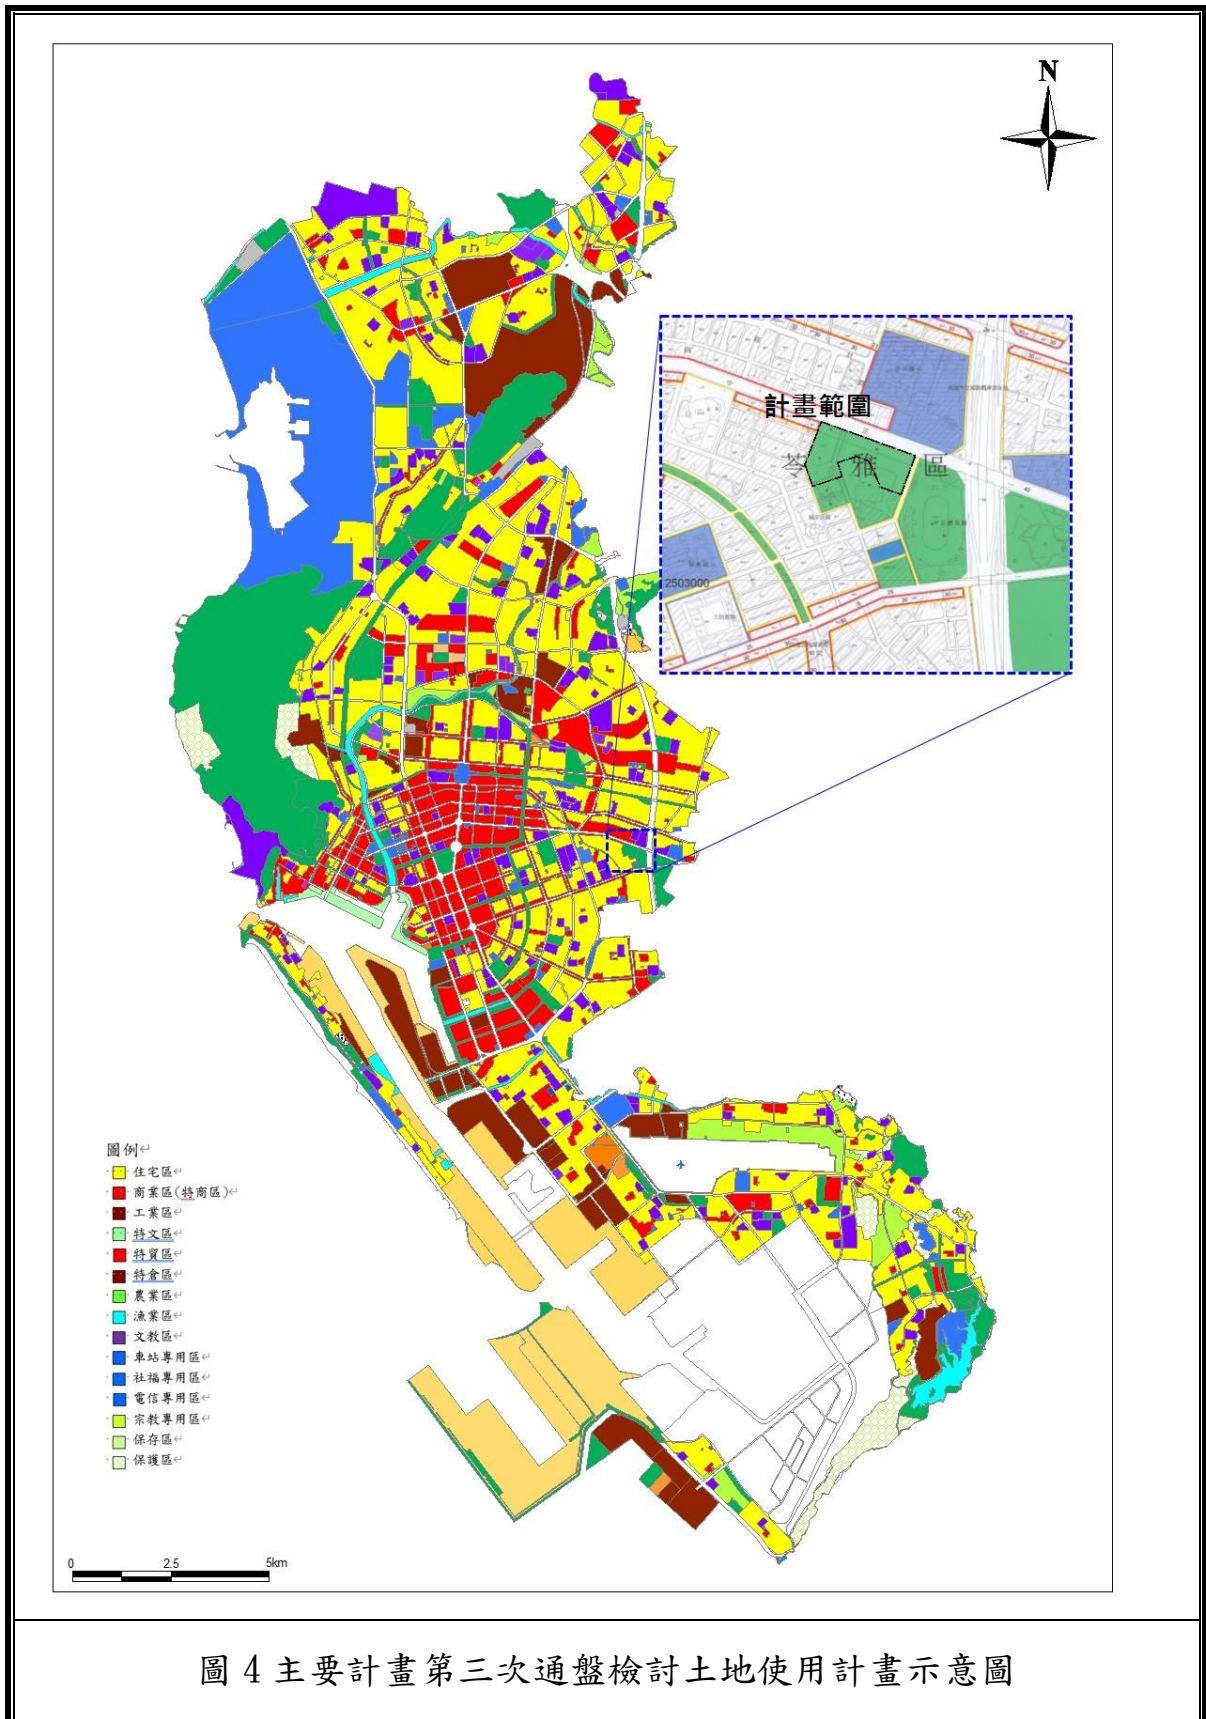 N
計畫範圍
苓雅區
2503000
圖例
住宅區
商業區(特商區)
工業區
特文區
特貿區
特倉區
農業區
漁業區
文教區
車站專用區
社福專用區
電信專用區
宗教專用區
保存區
保護區
0 2.5 5km
圖 4 主要計畫第三次通盤檢討土地使用計畫示意圖